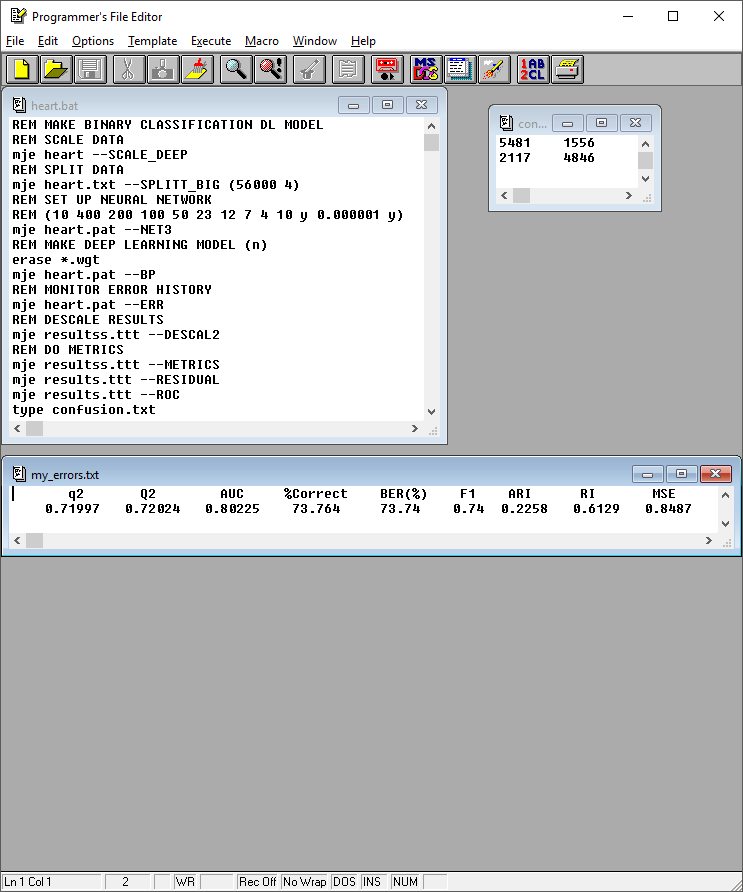 Programmer's File Editor
File Edit Options Template Execute Macro Window Help
MS DOS 1AB 2CL
heart.bat
REM MAKE BINARY CLASSIFICATION DL MODEL
REM SCALE DATA
mje heart --SCALE_DEEP
REM SPLIT DATA
mje heart.txt --SPLITT_BIG (56000 4)
REM SET UP NEURAL NETWORK
REM (10 400 200 100 50 23 12 7 4 10 y 0.000001 y)
mje heart.pat --NET3
REM MAKE DEEP LEARNING MODEL (n)
erase *.wgt
mje heart.pat --BP
REM MONITOR ERROR HISTORY
mje heart.pat --ERR
REM DESCALE RESULTS
mje resultss.ttt --DESCAL2
REM DO METRICS
mje resultss.ttt --METRICS
mje results.ttt --RESIDUAL
mje results.ttt --ROC
type confusion.txt
con...
5481 1556
2117 4846
my_errors.txt
q2 Q2 AUC %Correct BER(%) F1 ARI RI MSE
0.71997 0.72024 0.80225 73.764 73.74 0.74 0.2258 0.6129 0.8487
Ln 1 Col 1 2 WR Rec Off No Wrap DOS INS NUM